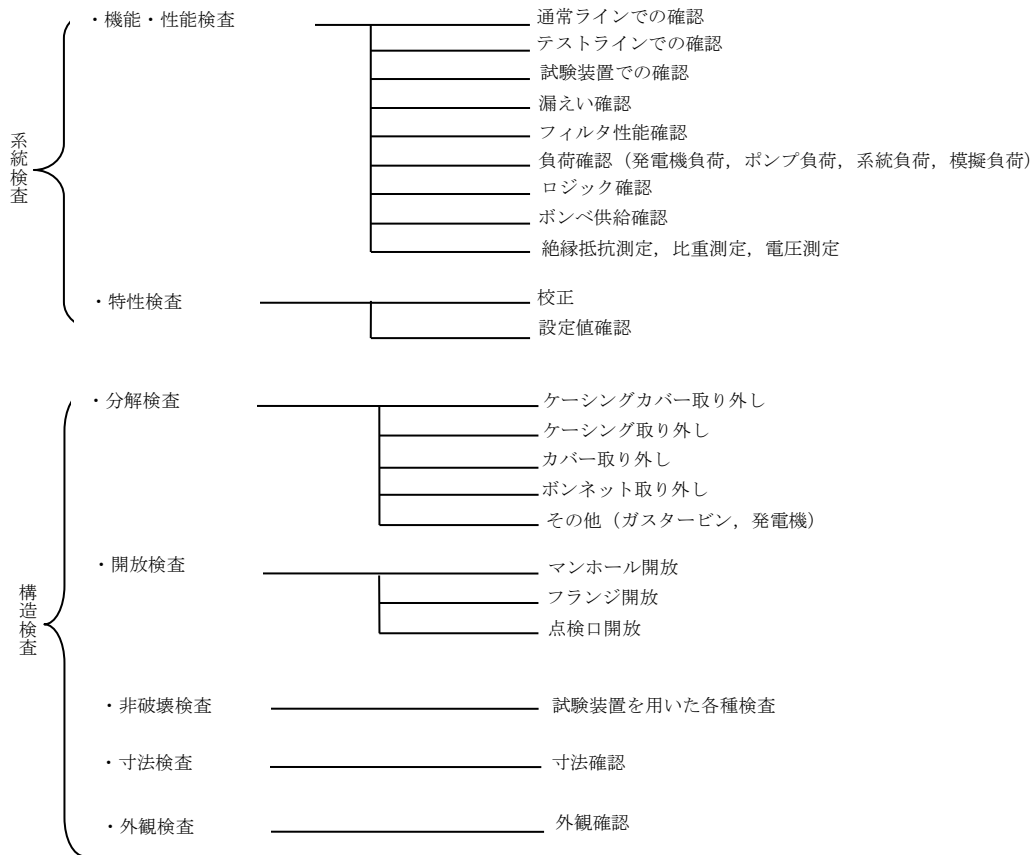 系統検査
・機能・性能検査
通常ラインでの確認
テストラインでの確認
試験装置での確認
漏えい確認
フィルタ性能確認
負荷確認（発電機負荷，ポンプ負荷，系統負荷，模擬負荷）
ロジック確認
ボンベ供給確認
絶縁抵抗測定，比重測定，電圧測定
・特性検査
校正
設定値確認
構造検査
・分解検査
ケーシングカバー取り外し
ケーシング取り外し
カバー取り外し
ボンネット取り外し
その他（ガスタービン，発電機）
・開放検査
マンホール開放
フランジ開放
点検口開放
・非破壊検査
試験装置を用いた各種検査
・寸法検査
寸法確認
・外観検査
外観確認